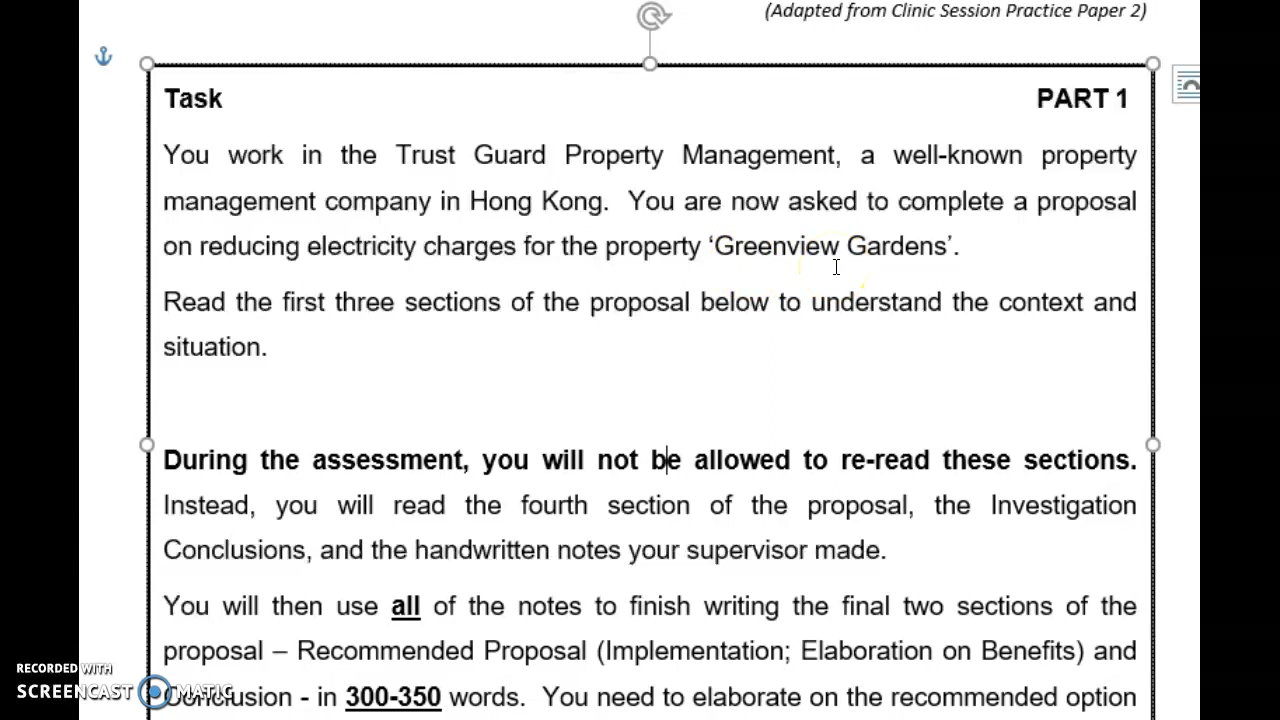 (Adapted from Clinic Session Practice Paper 2)
Task PART 1
You work in the Trust Guard Property Management, a well-known property
management company in Hong Kong. You are now asked to complete a proposal
on reducing electricity charges for the property ‘Greenview Gardens’.
Read the first three sections of the proposal below to understand the context and
situation.
During the assessment, you will not be allowed to re-read these sections.
Instead, you will read the fourth section of the proposal, the Investigation
Conclusions, and the handwritten notes your supervisor made.
You will then use all of the notes to finish writing the final two sections of the
proposal – Recommended Proposal (Implementation; Elaboration on Benefits) and
Conclusion - in 300-350 words. You need to elaborate on the recommended option
RECORDED WITH
SCREENCAST MATIC